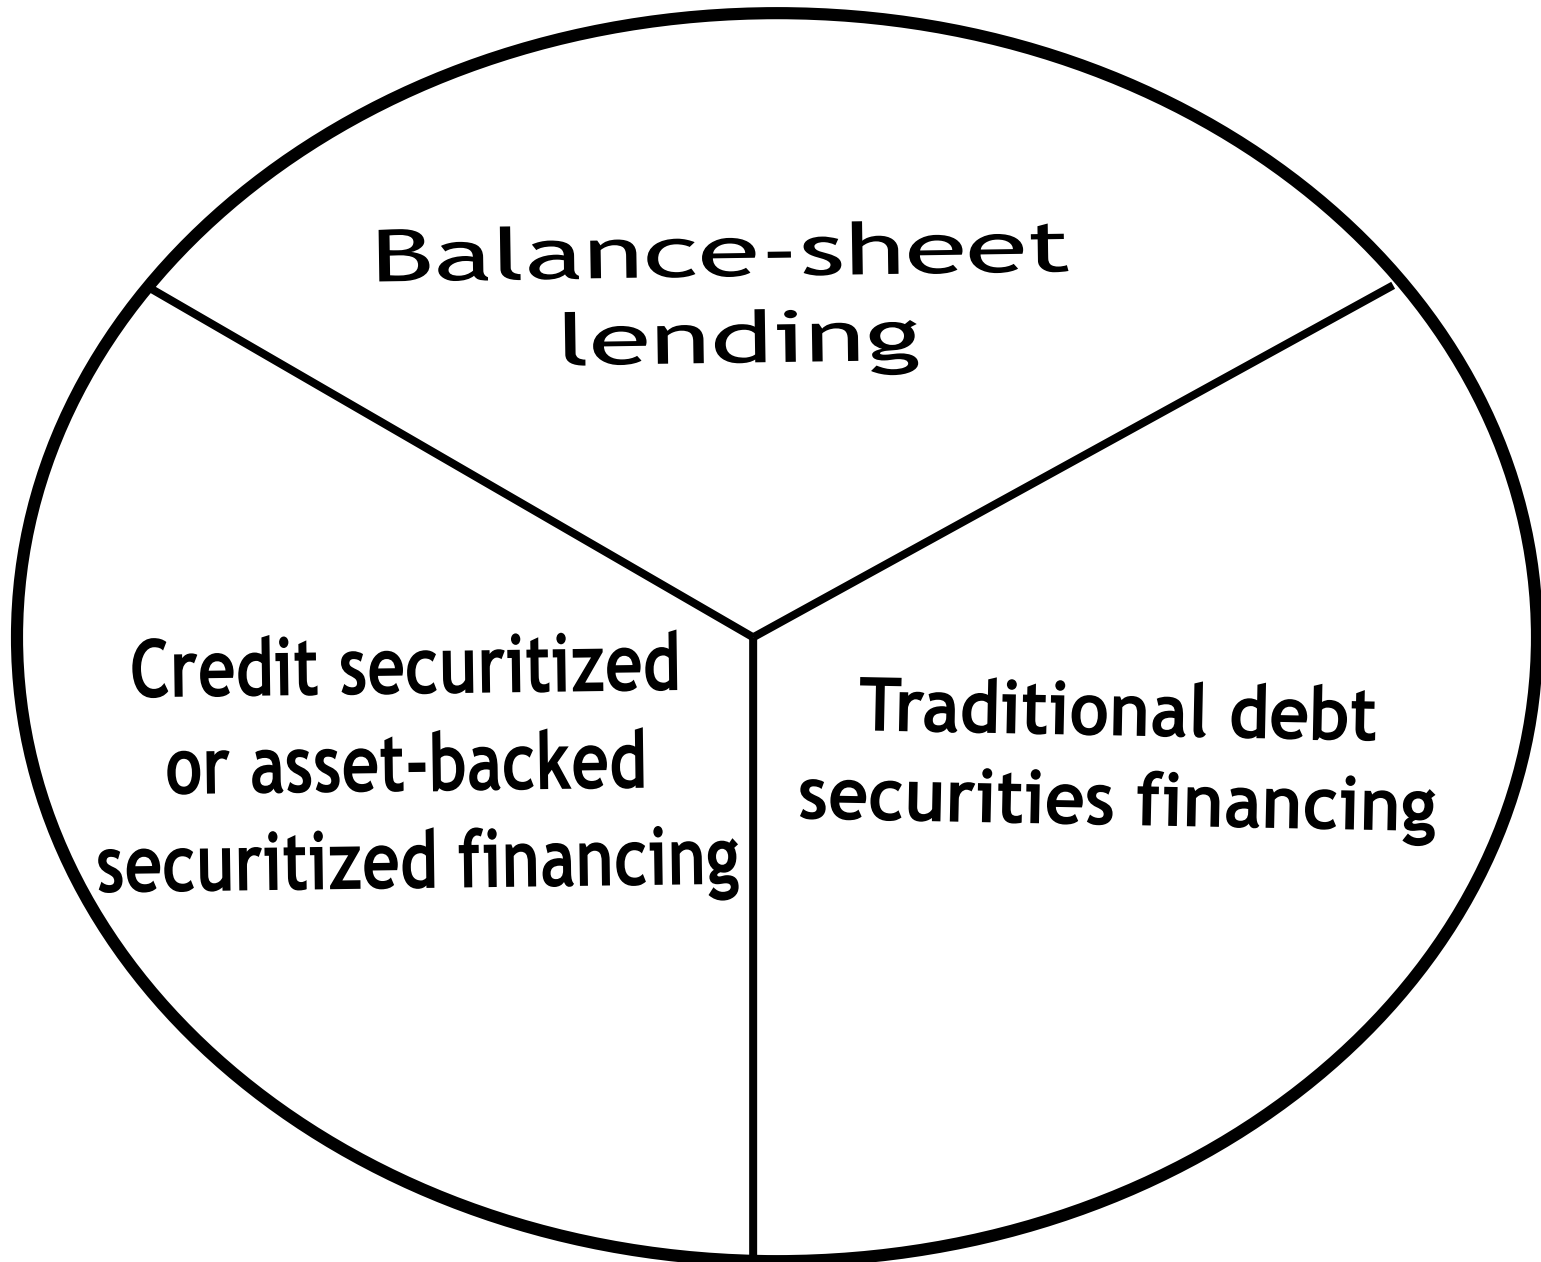 Balance-sheet
lending
Credit securitized
or asset-backed
securitized financing
Traditional debt
securities financing